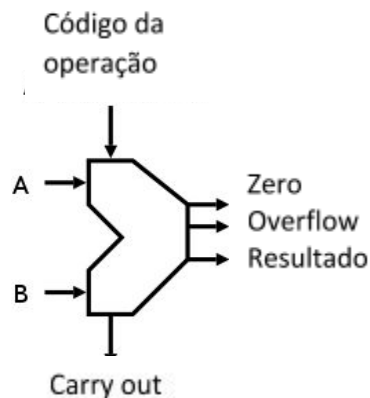 Código da
operação
A
Zero
Overflow
Resultado
B
Carry out